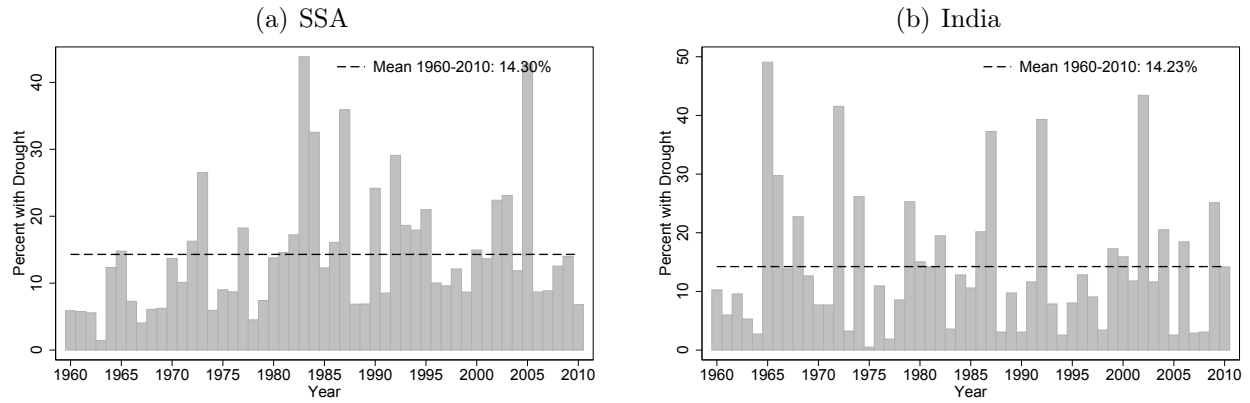 (a) SSA
Percent with Drought
0 10 20 30 40
Mean 1960-2010: 14.30%
1960 1965 1970 1975 1980 1985 1990 1995 2000 2005 2010
Year
(b) India
Percent with Drought
0 10 20 30 40 50
Mean 1960-2010: 14.23%
1960 1965 1970 1975 1980 1985 1990 1995 2000 2005 2010
Year